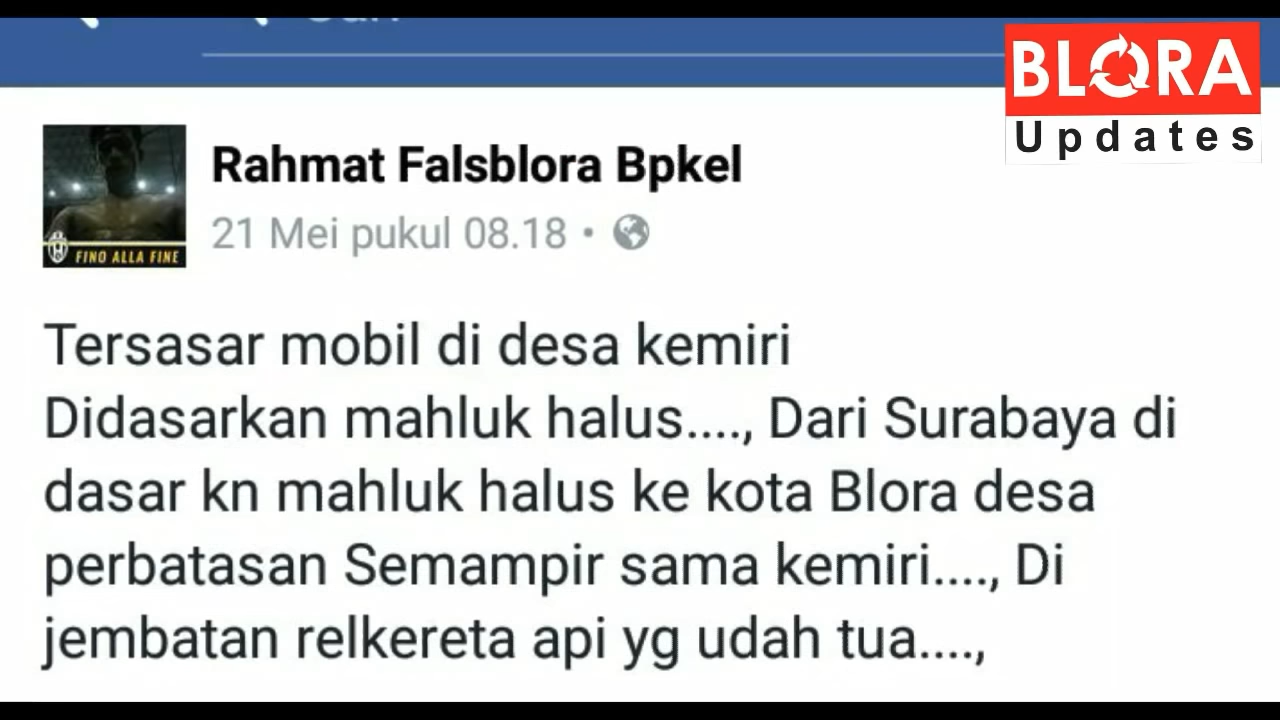 BLORA
Updates
Rahmat Falsblora Bpkel
21 Mei pukul 08.18 •
FINO ALLA FINE
Tersasar mobil di desa kemiri
Didasarkan mahluk halus...., Dari Surabaya di
dasar kn mahluk halus ke kota Blora desa
perbatasan Semampir sama kemiri...., Di
jembatan relkereta api yg udah tua....,